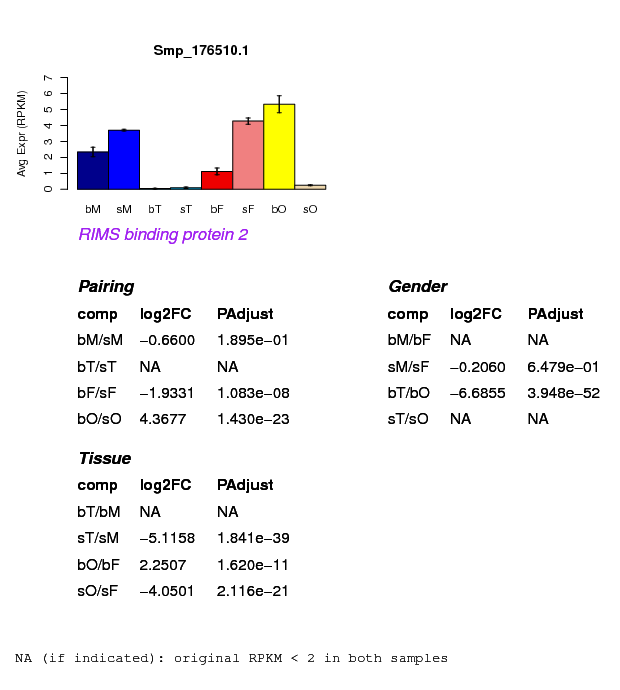 Smp_176510.1
Avg Expr (RPKM)
7
6
5
4
3
2
1
0
bM sM bT sT bF sF bO sO
RIMS binding protein 2
Pairing
comp log2FC PAdjust
bM/sM −0.6600 1.895e−01
bT/sT NA NA
bF/sF −1.9331 1.083e−08
bO/sO 4.3677 1.430e−23
Gender
comp log2FC PAdjust
bM/bF NA NA
sM/sF −0.2060 6.479e−01
bT/bO −6.6855 3.948e−52
sT/sO NA NA
Tissue
comp log2FC PAdjust
bT/bM NA NA
sT/sM −5.1158 1.841e−39
bO/bF 2.2507 1.620e−11
sO/sF −4.0501 2.116e−21
NA (if indicated): original RPKM < 2 in both samples